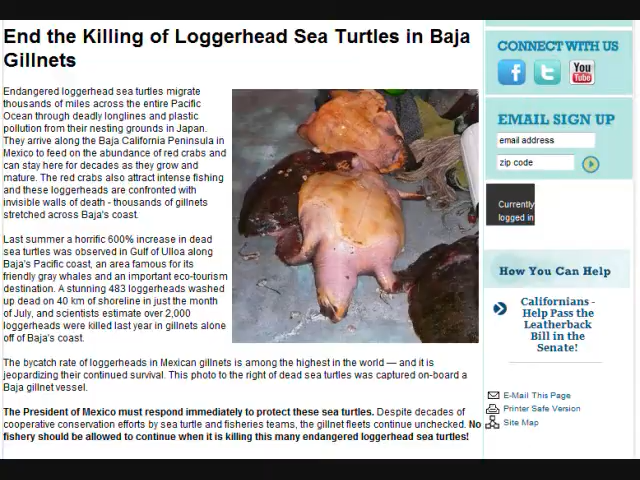 End the Killing of Loggerhead Sea Turtles in Baja
Gillnets
Endangered loggerhead sea turtles migrate
thousands of miles across the entire Pacific
Ocean through deadly longlines and plastic
pollution from their nesting grounds in Japan.
They arrive along the Baja California Peninsula in
Mexico to feed on the abundance of red crabs and
can stay here for decades as they grow and
mature. The red crabs also attract intense fishing
and these loggerheads are confronted with
invisible walls of death - thousands of gillnets
stretched across Baja's coast.
Last summer a horrific 600% increase in dead
sea turtles was observed in Gulf of Ulloa along
Baja's Pacific coast, an area famous for its
friendly gray whales and an important eco-tourism
destination. A stunning 483 loggerheads washed
up dead on 40 km of shoreline in just the month
of July, and scientists estimate over 2,000
loggerheads were killed last year in gillnets alone
off of Baja's coast.
The bycatch rate of loggerheads in Mexican gillnets is among the highest in the world — and it is
jeopardizing their continued survival. This photo to the right of dead sea turtles was captured on-board a
Baja gillnet vessel.
The President of Mexico must respond immediately to protect these sea turtles. Despite decades of
cooperative conservation efforts by sea turtle and fisheries teams, the gillnet fleets continue unchecked. No
fishery should be allowed to continue when it is killing this many endangered loggerhead sea turtles!
CONNECT WITH US
f t You Tube
EMAIL SIGN UP
email address
zip code
Currently
logged in
How You Can Help
Californians -
Help Pass the
Leatherback
Bill in the
Senate!
E-Mail This Page
Printer Safe Version
Site Map